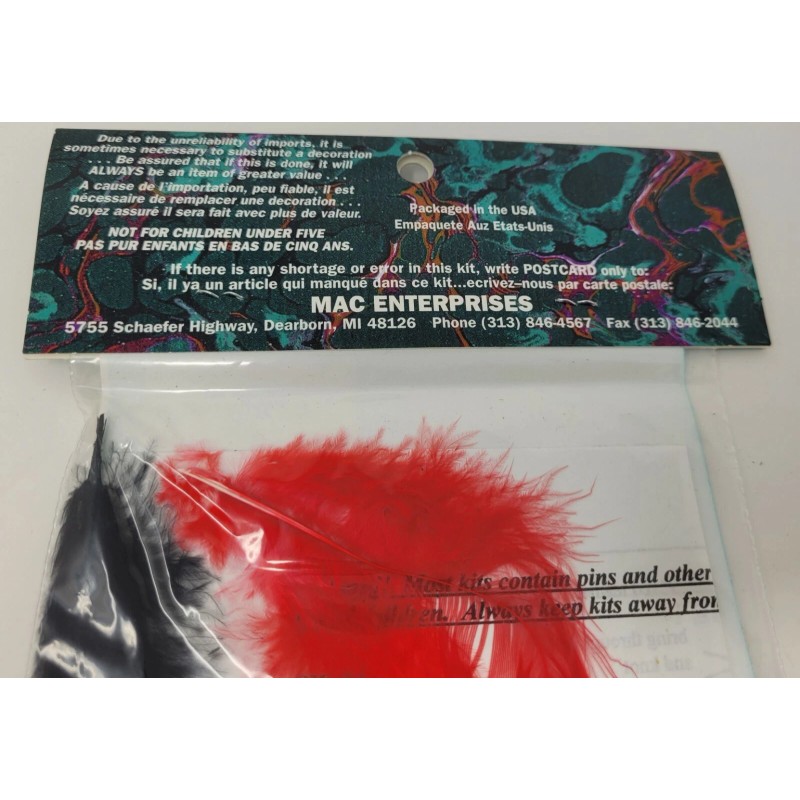 Due to the unreliability of imports, it is
sometimes necessary to substitute a decoration
. . . Be assured that if this is done, it will
ALWAYS be an item of greater value . . .
A cause de l'importation, peu fiable, il est
nécessaire de remplacer une decoration . . .
Soyez assuré il sera fait avec plus de valeur.
NOT FOR CHILDREN UNDER FIVE
PAS PUR ENFANTS EN BAS DE CINQ ANS.
Packaged in the USA
Empaquete Auz Etats-Unis
If there is any shortage or error in this kit, write POSTCARD only to:
Si, il ya un article qui manqué dans ce kit...ecrivez–nous par carte postale:
MAC ENTERPRISES
5755 Schaefer Highway, Dearborn, MI 48126 Phone (313) 846-4567 Fax (313) 846-2044
Most kits contain pins and other
Always keep kits away from